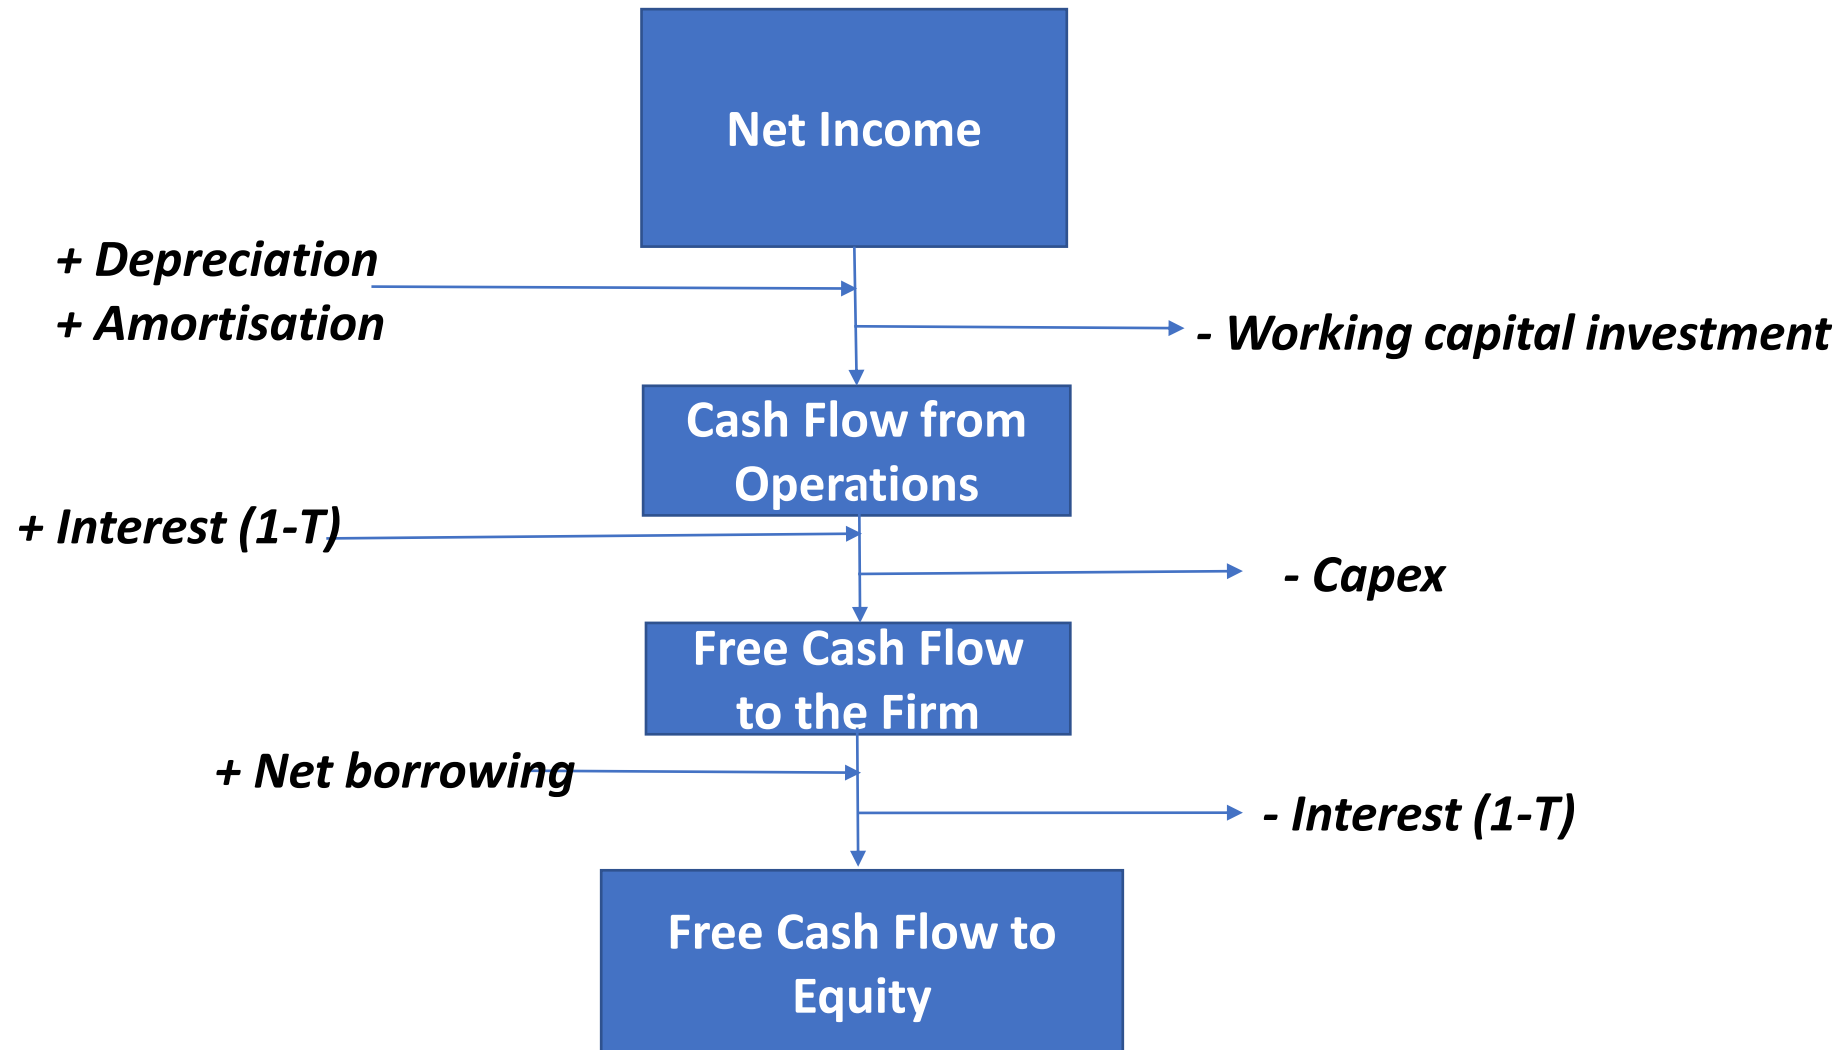 Net Income
+ Depreciation
+ Amortisation
- Working capital investment
Cash Flow from
Operations
+ Interest (1-T)
- Capex
Free Cash Flow
to the Firm
+ Net borrowing
- Interest (1-T)
Free Cash Flow to
Equity